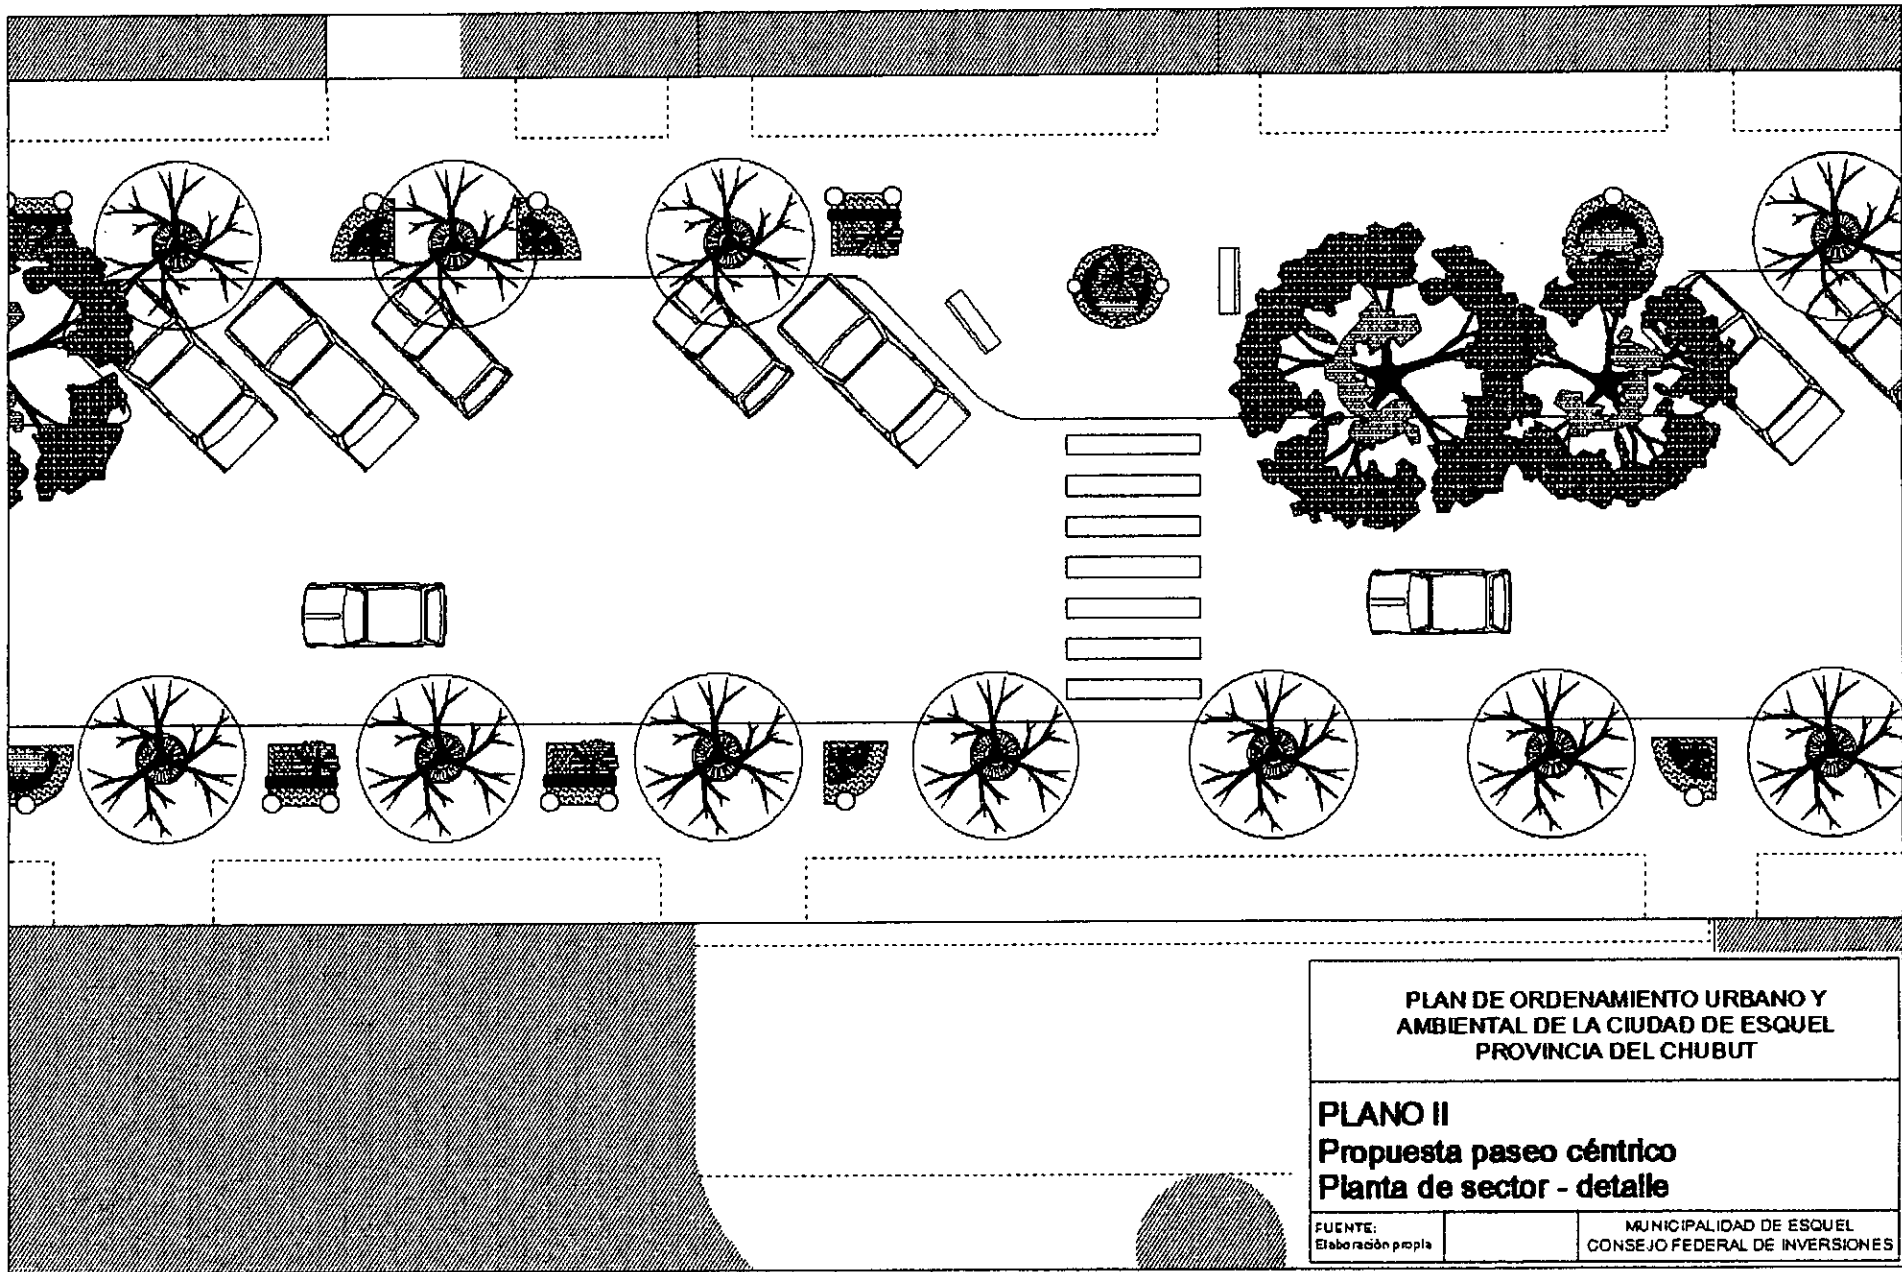 PLAN DE ORDENAMIENTO URBANO Y
AMBIENTAL DE LA CIUDAD DE ESQUEL
PROVINCIA DEL CHUBUT
PLANO II
Propuesta paseo céntrico
Planta de sector - detalle
FUENTE:
Elaboración propia
MUNICIPALIDAD DE ESQUEL
CONSEJO FEDERAL DE INVERSIONES